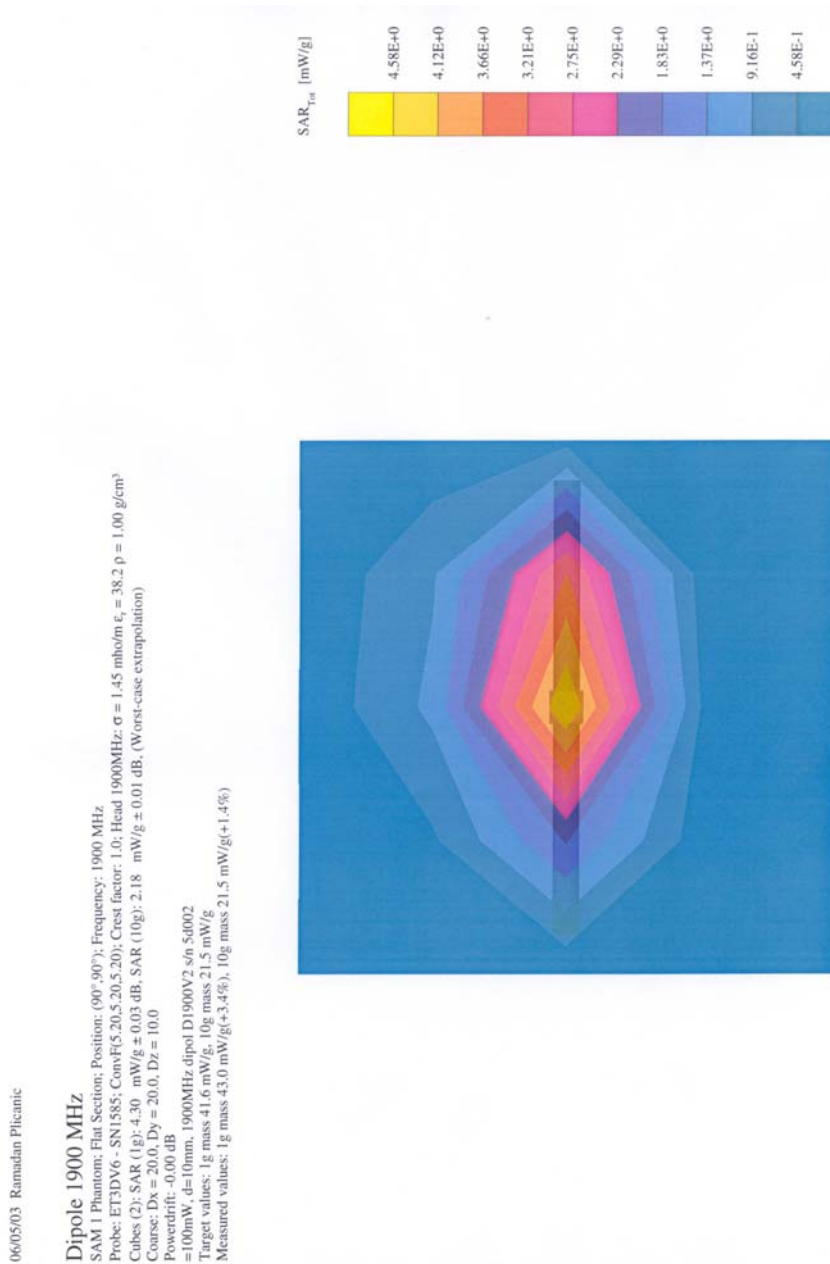 06/05/03 Ramadan Plicanic
Dipole 1900 MHz
SAM 1 Phantom; Flat Section; Position: (90°,90°); Frequency: 1900 MHz
Probe: ET3DV6 - SN1585; ConvF(5.20,5.20,5.20); Crest factor: 1.0; Head 1900MHz: σ = 1.45 mho/m εr = 38.2 ρ = 1.00 g/cm³
Cubes (2): SAR (1g): 4.30 mW/g ± 0.03 dB, SAR (10g): 2.18 mW/g ± 0.01 dB, (Worst-case extrapolation)
Coarse: Dx = 20.0, Dy = 20.0, Dz = 10.0
Powerdrift: -0.00 dB
=100mW, d=10mm, 1900MHz dipol D1900V2 s/n 5d002
Target values: 1g mass 41.6 mW/g, 10g mass 21.5 mW/g
Measured values: 1g mass 43.0 mW/g(+3.4%), 10g mass 21.5 mW/g(+1.4%)
SARTot [mW/g]
4.58E+0
4.12E+0
3.66E+0
3.21E+0
2.75E+0
2.29E+0
1.83E+0
1.37E+0
9.16E-1
4.58E-1